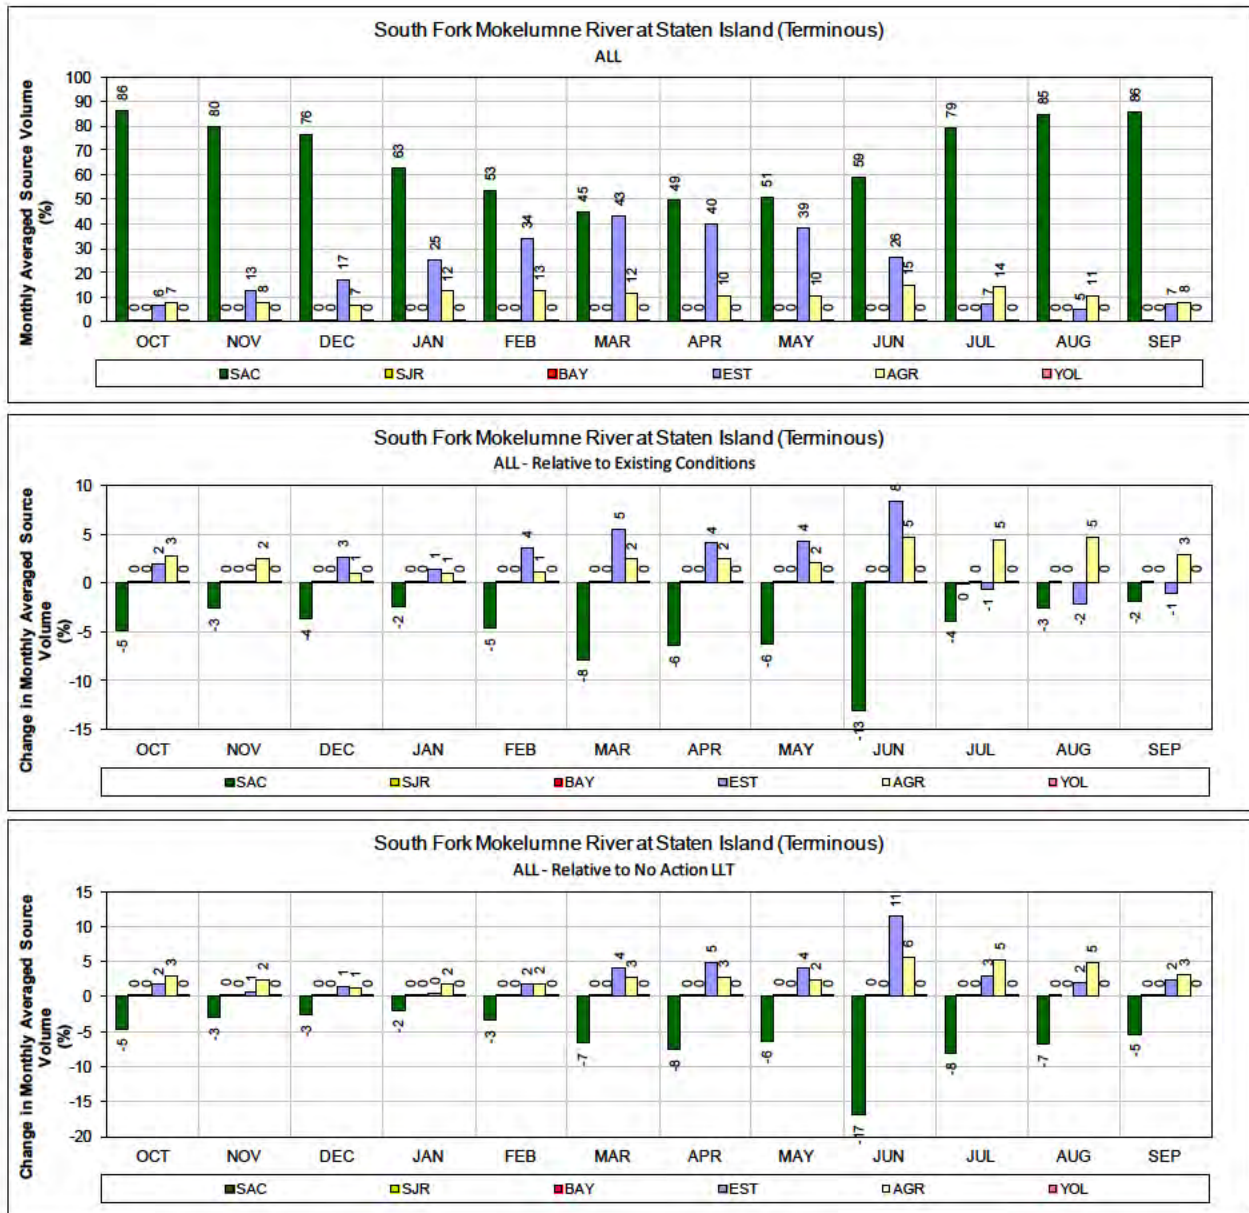 South Fork Mokelumne River at Staten Island (Terminous)
ALL
Monthly Averaged Source Volume
(%)
100
90
80
70
60
50
40
30
20
10
0
86 0 0 6 7 0
80 0 0 13 8 0
76 0 0 17 7 0
63 0 0 25 12 0
53 0 0 34 13 0
45 0 0 43 12 0
49 0 0 40 10 0
51 0 0 39 10 0
59 0 0 26 15 0
79 0 0 7 14 0
85 0 0 5 11 0
86 0 0 7 8 0
OCT NOV DEC JAN FEB MAR APR MAY JUN JUL AUG SEP
SAC SJR BAY EST AGR YOL
South Fork Mokelumne River at Staten Island (Terminous)
ALL - Relative to Existing Conditions
Change in Monthly Averaged Source
Volume
(%)
10
5
0
-5
-10
-15
-5 0 0 2 3 0
-3 0 0 0 2 0
-4 0 0 3 1 0
-2 0 0 1 1 0
-5 0 0 4 1 0
-8 0 0 5 2 0
-6 0 0 4 2 0
-6 0 0 4 2 0
-13 0 0 8 5 0
-4 0 0 -1 5 0
-3 0 0 -2 5 0
-2 0 0 -1 3 0
OCT NOV DEC JAN FEB MAR APR MAY JUN JUL AUG SEP
SAC SJR BAY EST AGR YOL
South Fork Mokelumne River at Staten Island (Terminous)
ALL - Relative to No Action LLT
Change in Monthly Averaged Source
Volume
(%)
15
10
5
0
-5
-10
-15
-20
-5 0 0 2 3 0
-3 0 0 1 2 0
-3 0 0 1 1 0
-2 0 0 0 2 0
-3 0 0 2 2 0
-7 0 0 4 3 0
-8 0 0 5 3 0
-6 0 0 4 2 0
-17 0 0 11 6 0
-8 0 0 3 5 0
-7 0 0 2 5 0
-5 0 0 2 3 0
OCT NOV DEC JAN FEB MAR APR MAY JUN JUL AUG SEP
SAC SJR BAY EST AGR YOL